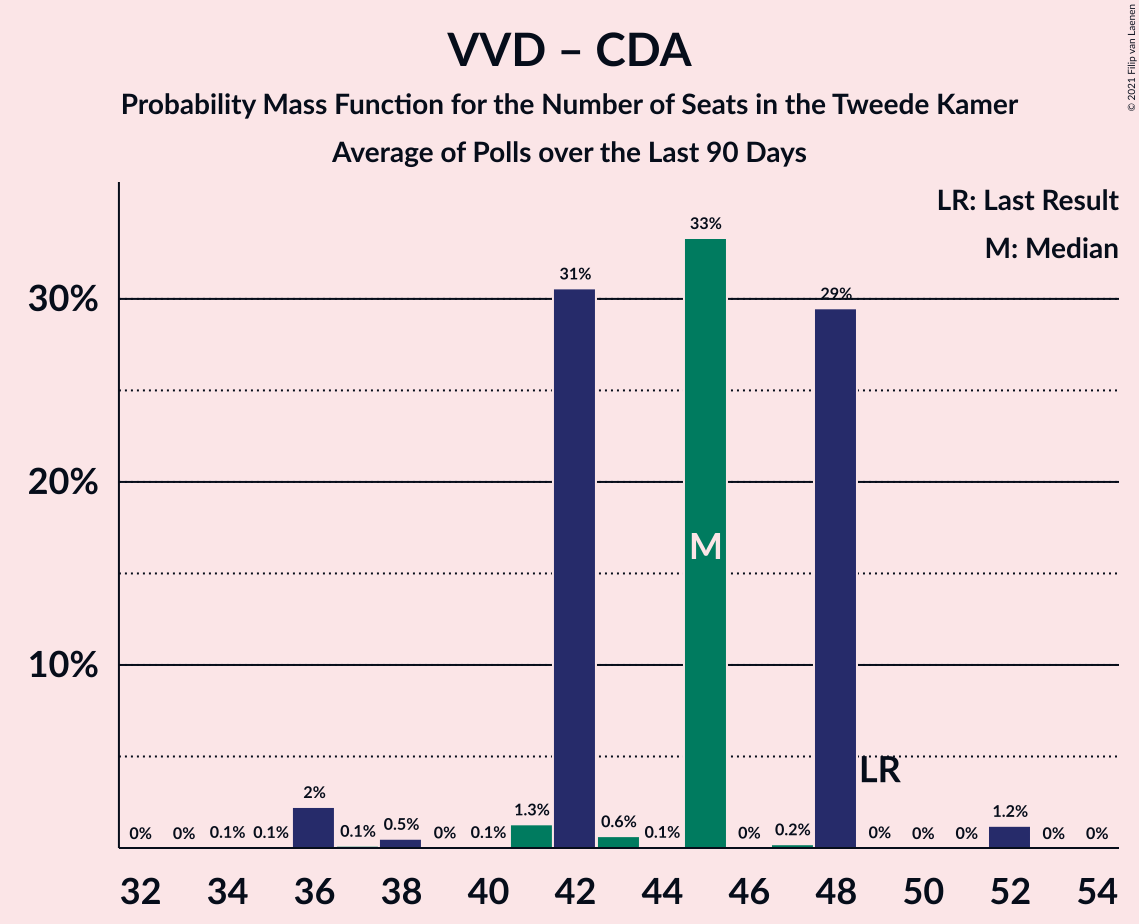 VVD – CDA
Probability Mass Function for the Number of Seats in the Tweede Kamer
Average of Polls over the Last 90 Days
© 2021 Filip van Laenen
LR: Last Result
M: Median
30%
20%
10%
0% 0% 0.1% 0.1% 2% 0.1% 0.5% 0% 0.1% 1.3% 31% 0.6% 0.1% 33% 0% 0.2% 29% 0% 0% 0% 1.2% 0% 0%
M
LR
32 34 36 38 40 42 44 46 48 50 52 54